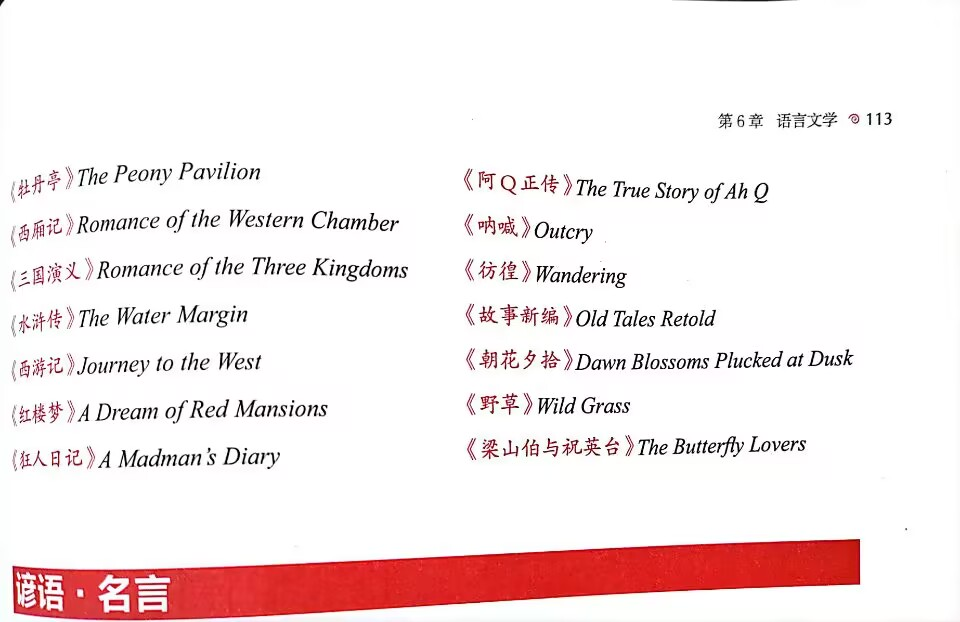 第6章 语言文学 113
《牡丹亭》The Peony Pavilion
《西厢记》Romance of the Western Chamber
《三国演义》Romance of the Three Kingdoms
《水浒传》The Water Margin
《西游记》Journey to the West
《红楼梦》A Dream of Red Mansions
《狂人日记》A Madman's Diary
《阿Q正传》The True Story of Ah Q
《呐喊》Outcry
《彷徨》Wandering
《故事新编》Old Tales Retold
《朝花夕拾》Dawn Blossoms Plucked at Dusk
《野草》Wild Grass
《梁山伯与祝英台》The Butterfly Lovers
谚语·名言